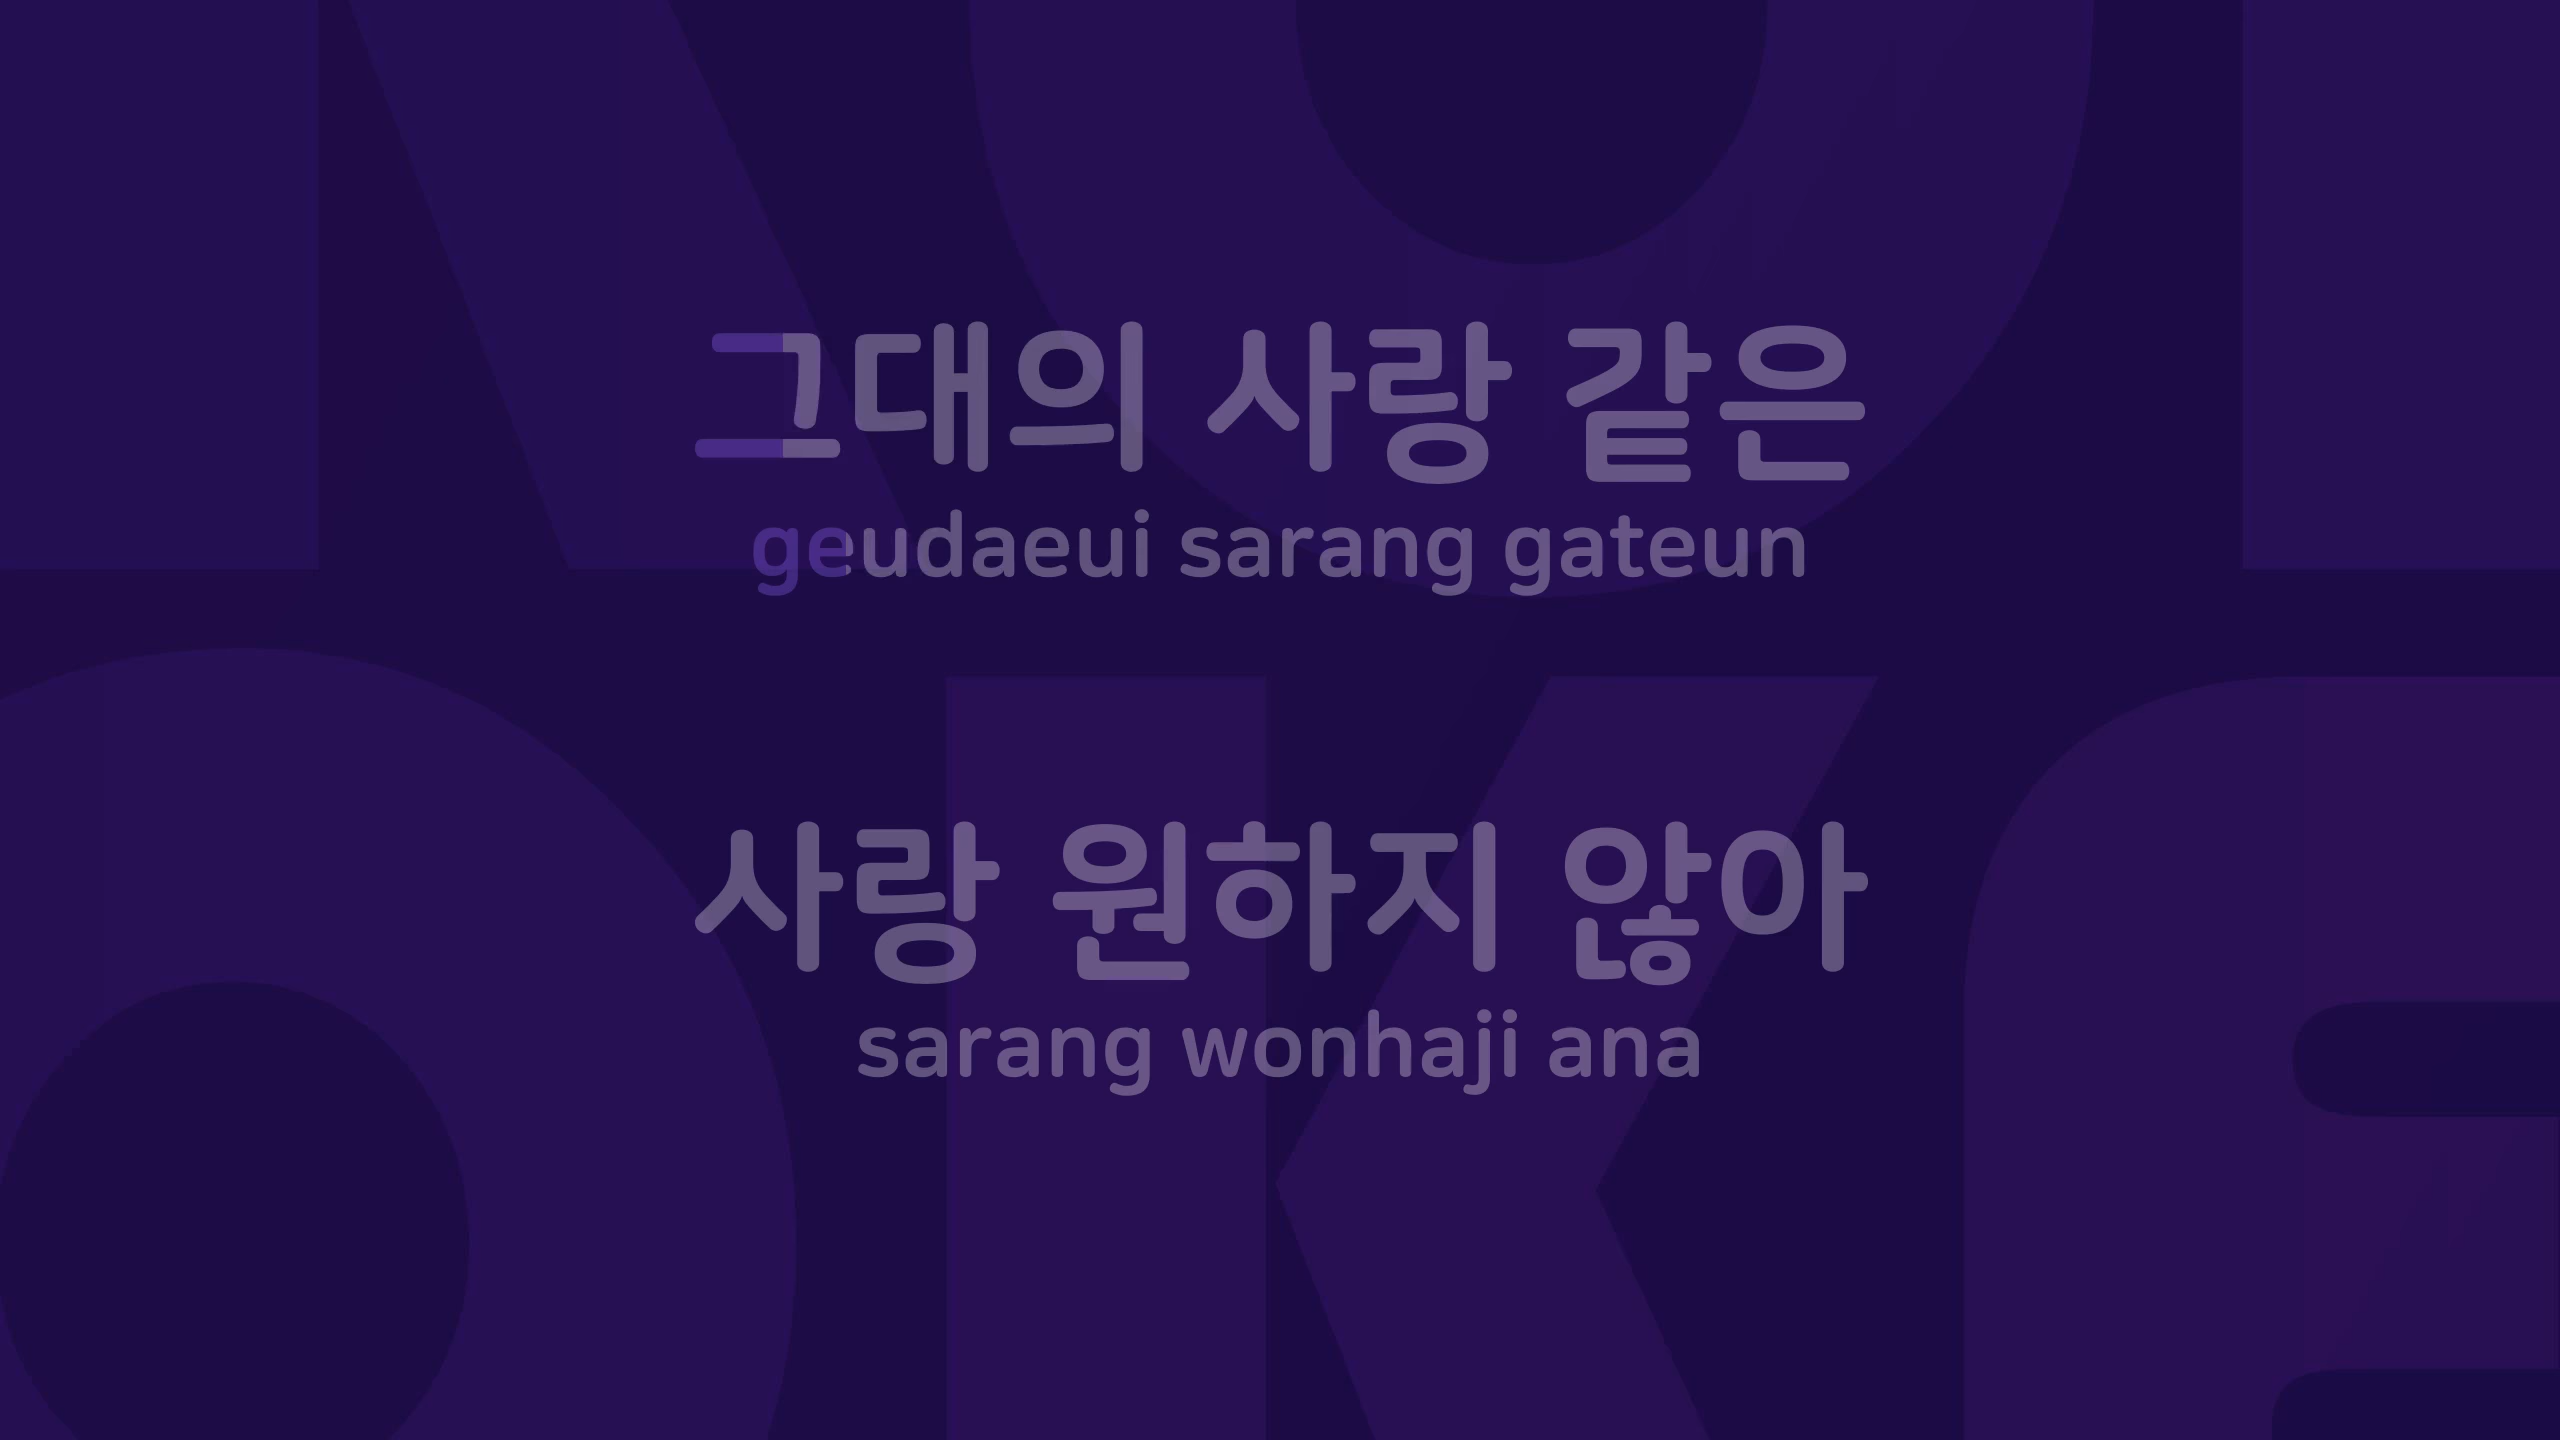 그대의 사랑 같은
geudaeui sarang gateun
사랑 원하지 않아
sarang wonhaji ana